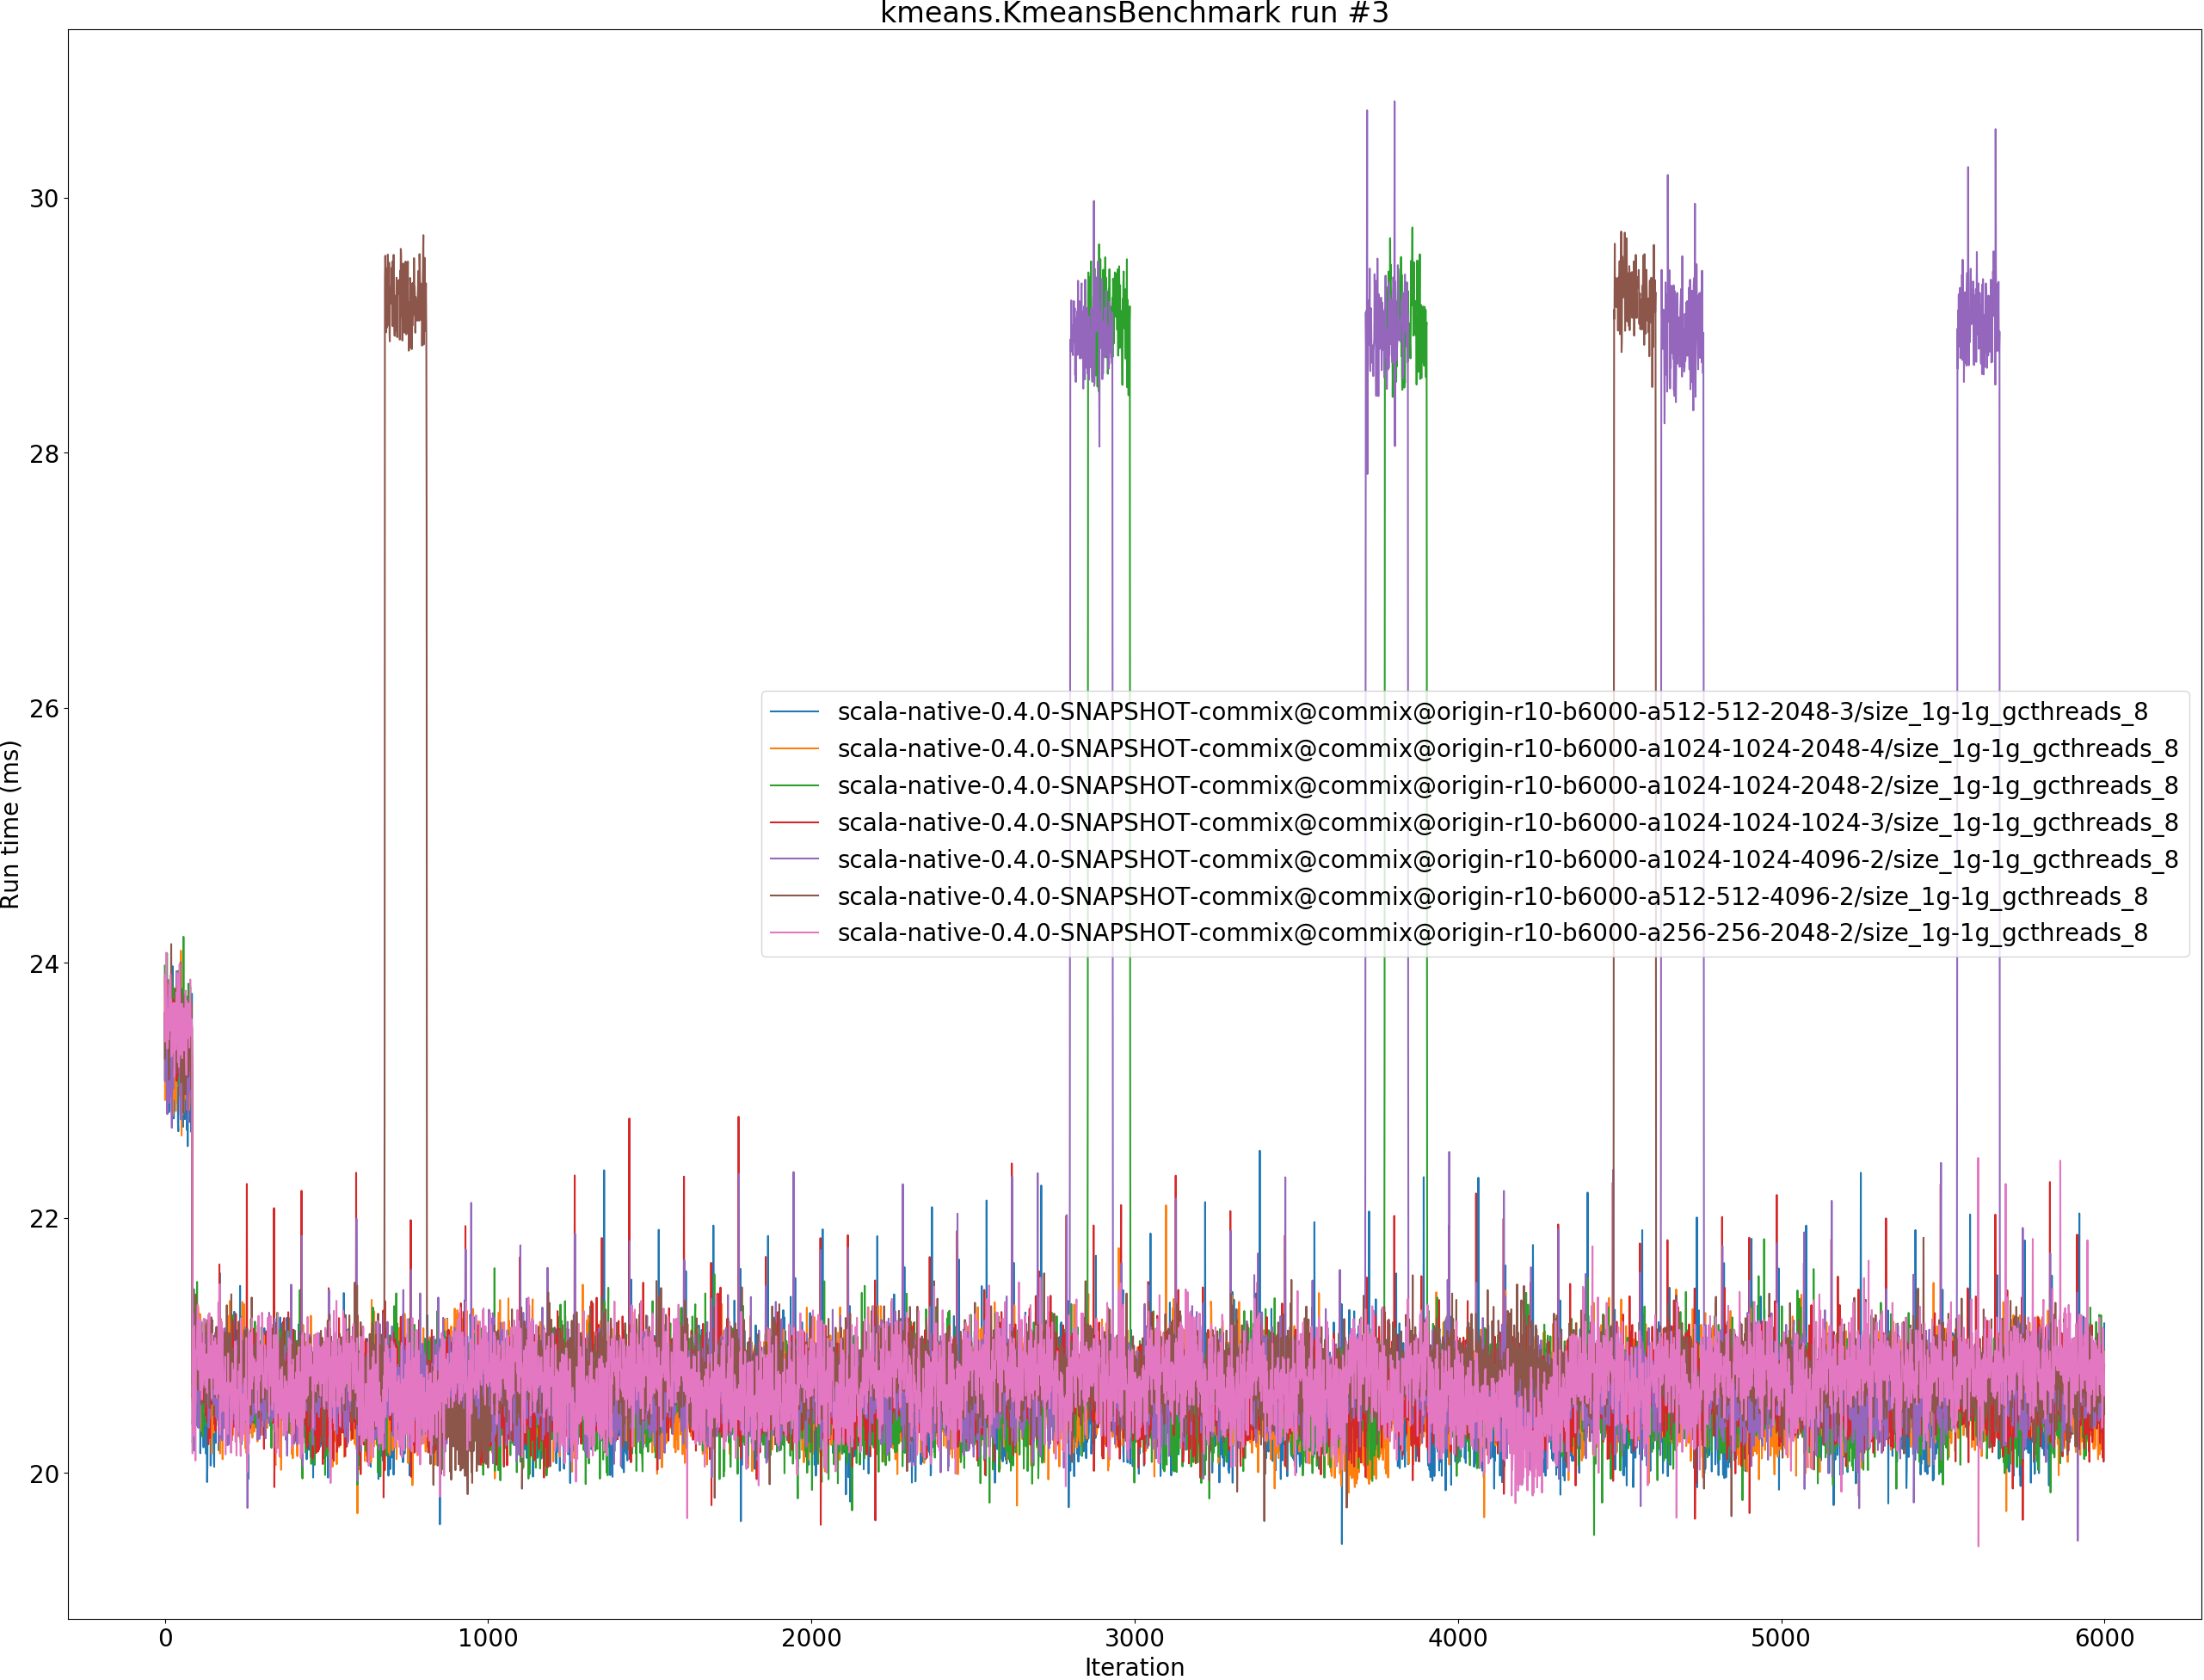 kmeans.KmeansBenchmark run #3
30
28
26
24
22
20
Run time (ms)
scala-native-0.4.0-SNAPSHOT-commix@commix@origin-r10-b6000-a512-512-2048-3/size_1g-1g_gcthreads_8
scala-native-0.4.0-SNAPSHOT-commix@commix@origin-r10-b6000-a1024-1024-2048-4/size_1g-1g_gcthreads_8
scala-native-0.4.0-SNAPSHOT-commix@commix@origin-r10-b6000-a1024-1024-2048-2/size_1g-1g_gcthreads_8
scala-native-0.4.0-SNAPSHOT-commix@commix@origin-r10-b6000-a1024-1024-1024-3/size_1g-1g_gcthreads_8
scala-native-0.4.0-SNAPSHOT-commix@commix@origin-r10-b6000-a1024-1024-4096-2/size_1g-1g_gcthreads_8
scala-native-0.4.0-SNAPSHOT-commix@commix@origin-r10-b6000-a512-512-4096-2/size_1g-1g_gcthreads_8
scala-native-0.4.0-SNAPSHOT-commix@commix@origin-r10-b6000-a256-256-2048-2/size_1g-1g_gcthreads_8
0 1000 2000 3000 4000 5000 6000
Iteration